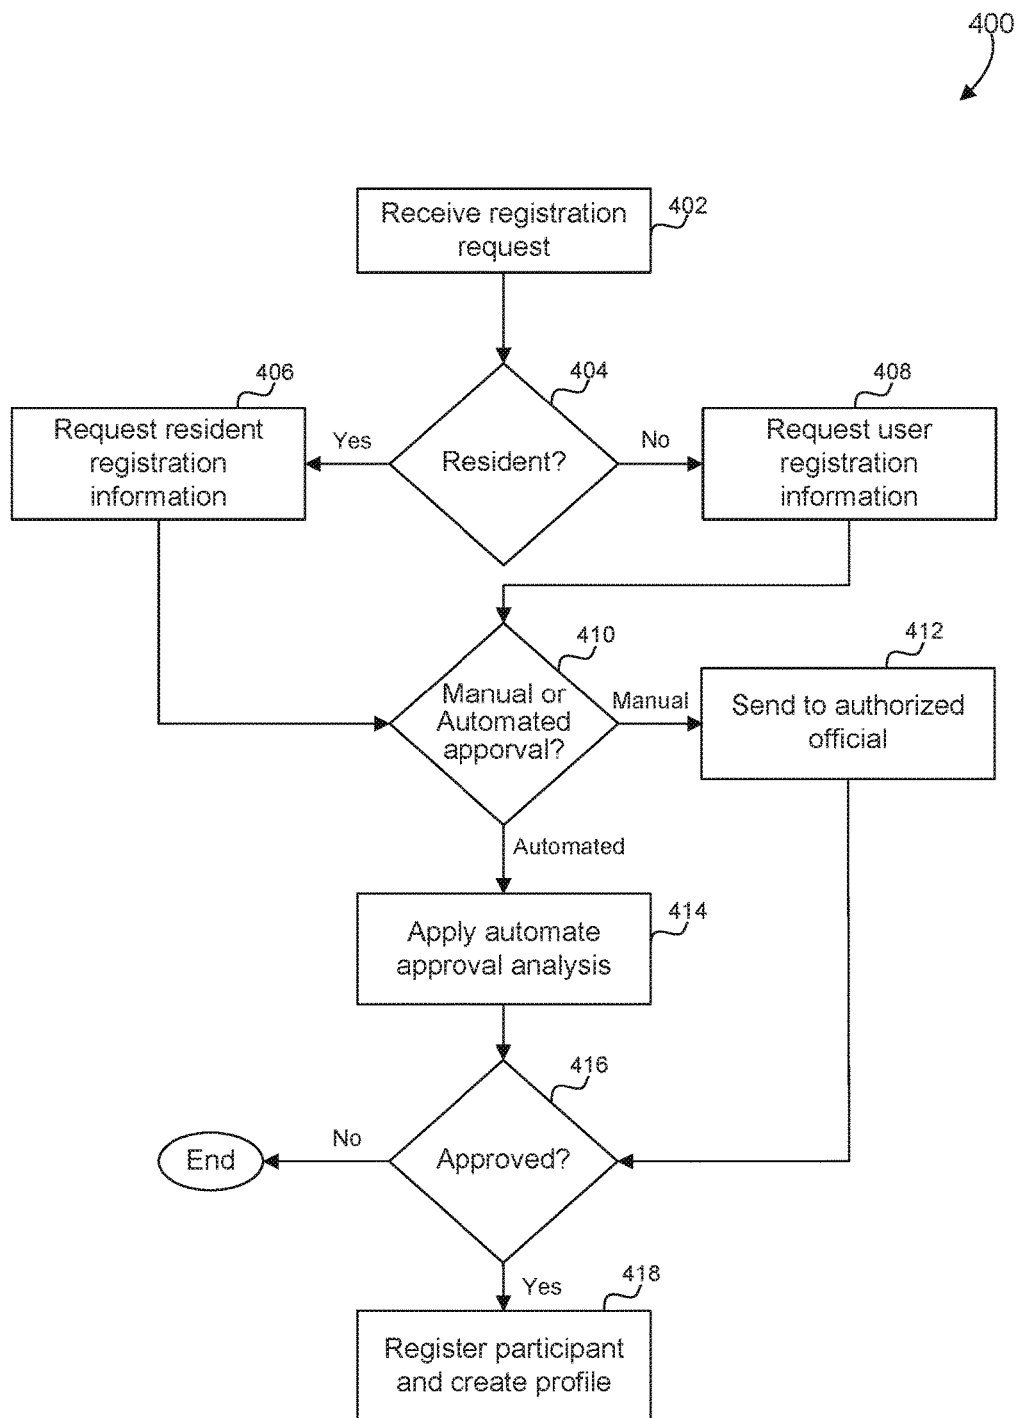 400
Receive registration
request
402
404
Resident?
Yes
No
406
Request resident
registration
information
408
Request user
registration
information
410
Manual or
Automated
apporval?
Manual
412
Send to authorized
official
Automated
414
Apply automate
approval analysis
416
Approved?
No
End
Yes
418
Register participant
and create profile